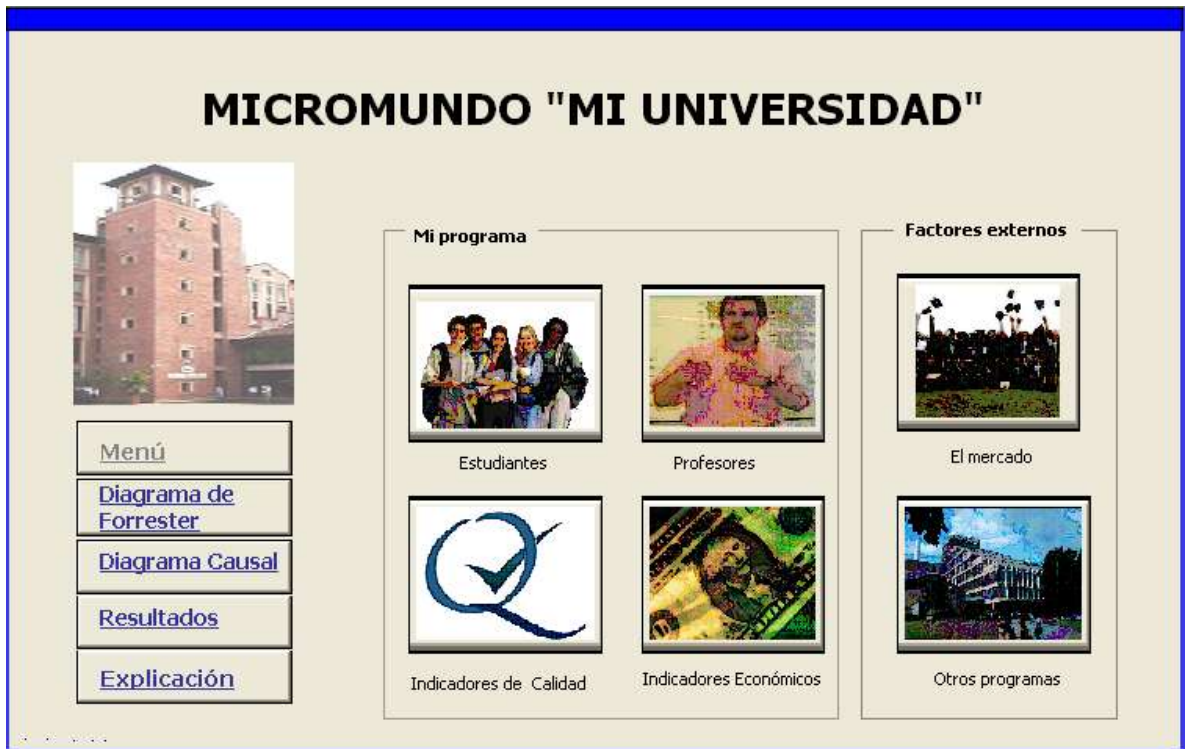 MICROMUNDO "MI UNIVERSIDAD"
Menú
Diagrama de
Forrester
Diagrama Causal
Resultados
Explicación
Mi programa
Estudiantes
Profesores
Indicadores de Calidad
Indicadores Económicos
Factores externos
El mercado
Otros programas